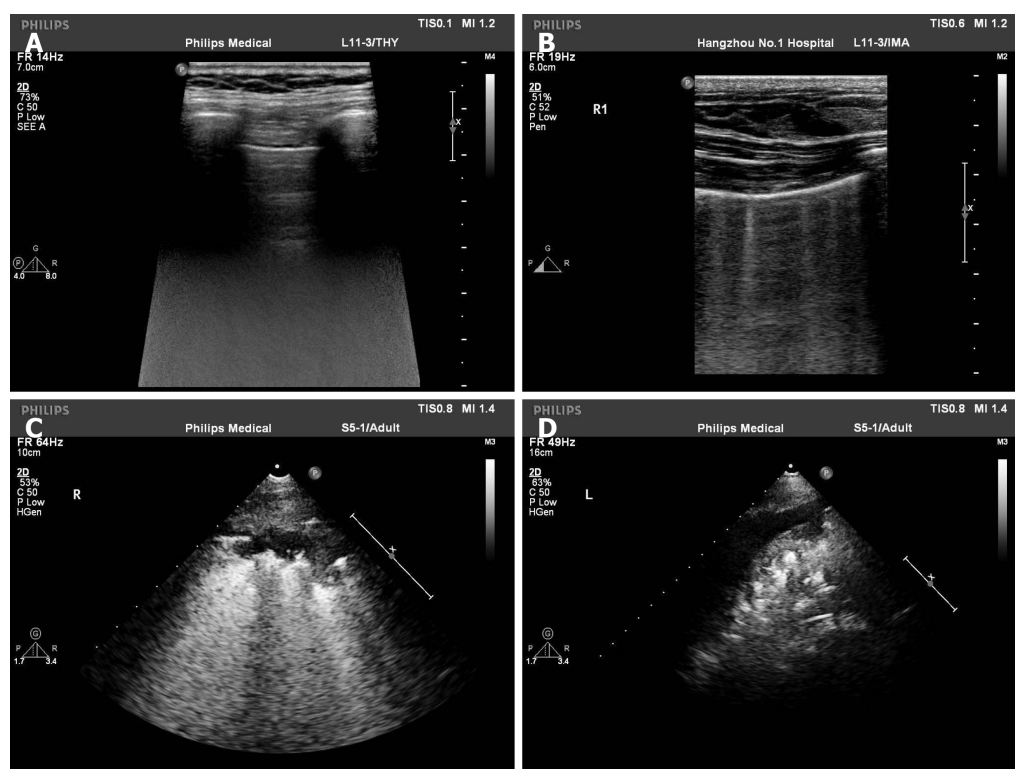 PHILIPS
TIS0.1 MI 1.2
A
Philips Medical L11-3/THY
FR 14Hz
7.0cm
M4
2D
73%
C 50
P Low
SEE A
P
x
G
P R
4.0 8.0
PHILIPS
TIS0.6 MI 1.2
B
Hangzhou No.1 Hospital L11-3/IMA
FR 19Hz
6.0cm
M2
2D
51%
C 52
P Low
Pen
P
R1
x
G
P R
PHILIPS
TIS0.8 MI 1.4
C
Philips Medical S5-1/Adult
FR 64Hz
10cm
M3
2D
53%
C 50
P Low
HGen
P
R
x
G
P R
1.7 3.4
PHILIPS
TIS0.8 MI 1.4
D
Philips Medical S5-1/Adult
FR 49Hz
16cm
M3
2D
63%
C 50
P Low
HGen
P
L
x
G
P R
1.7 3.4